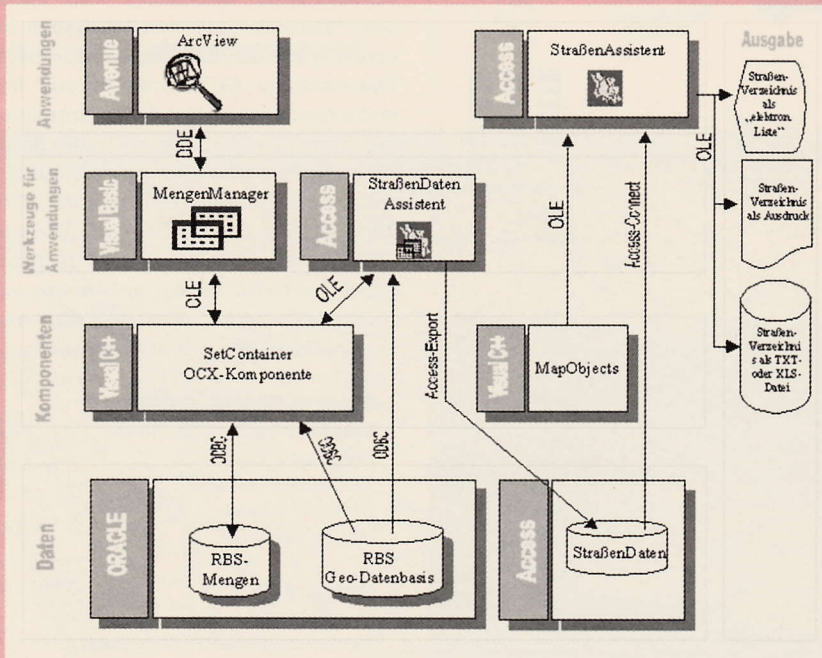 Anwendungen
Avenue
ArcView
DDE
Access
StraßenAssistent
Ausgabe
Straßen-
Verzeichnis
als
„elektron.
Liste“
OLE
Straßen-
Verzeichnis
als Ausdruck
Straßen-
Verzeichni
s als TXT-
oder XLS-
Datei
Werkzeuge für
Anwendungen
Visual Basic
MengenManager
Access
StraßenDaten
Assistent
OLE
OLE
OLE
Access-Connect
Komponenten
Visual C++
SetContainer
OCX-Komponente
Access-Export
Visual C++
MapObjects
ODBC
ODBC
ODBC
Daten
ORACLE
RBS-
Mengen
RBS
Geo-Datenbasis
Access
StraßenDaten